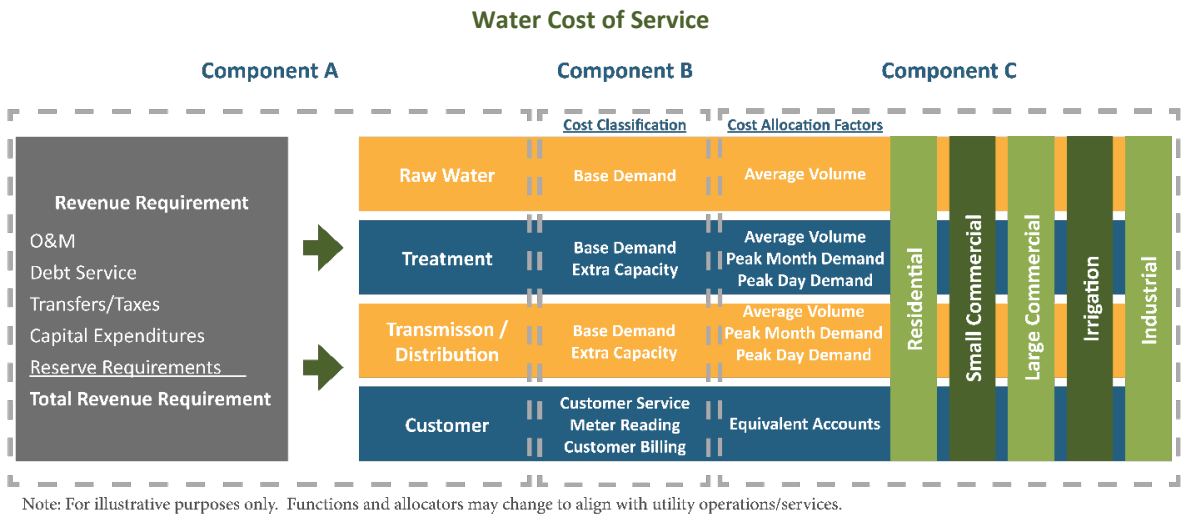 Water Cost of Service
Component A
Component B
Component C
Cost Classification
Cost Allocation Factors
Revenue Requirement
O&M
Debt Service
Transfers/Taxes
Capital Expenditures
Reserve Requirements
Total Revenue Requirement
Raw Water
Base Demand
Average Volume
Treatment
Base Demand
Extra Capacity
Average Volume
Peak Month Demand
Peak Day Demand
Transmisson /
Distribution
Base Demand
Extra Capacity
Average Volume
Peak Month Demand
Peak Day Demand
Customer
Customer Service
Meter Reading
Customer Billing
Equivalent Accounts
Residential
Small Commercial
Large Commercial
Irrigation
Industrial
Note: For illustrative purposes only. Functions and allocators may change to align with utility operations/services.